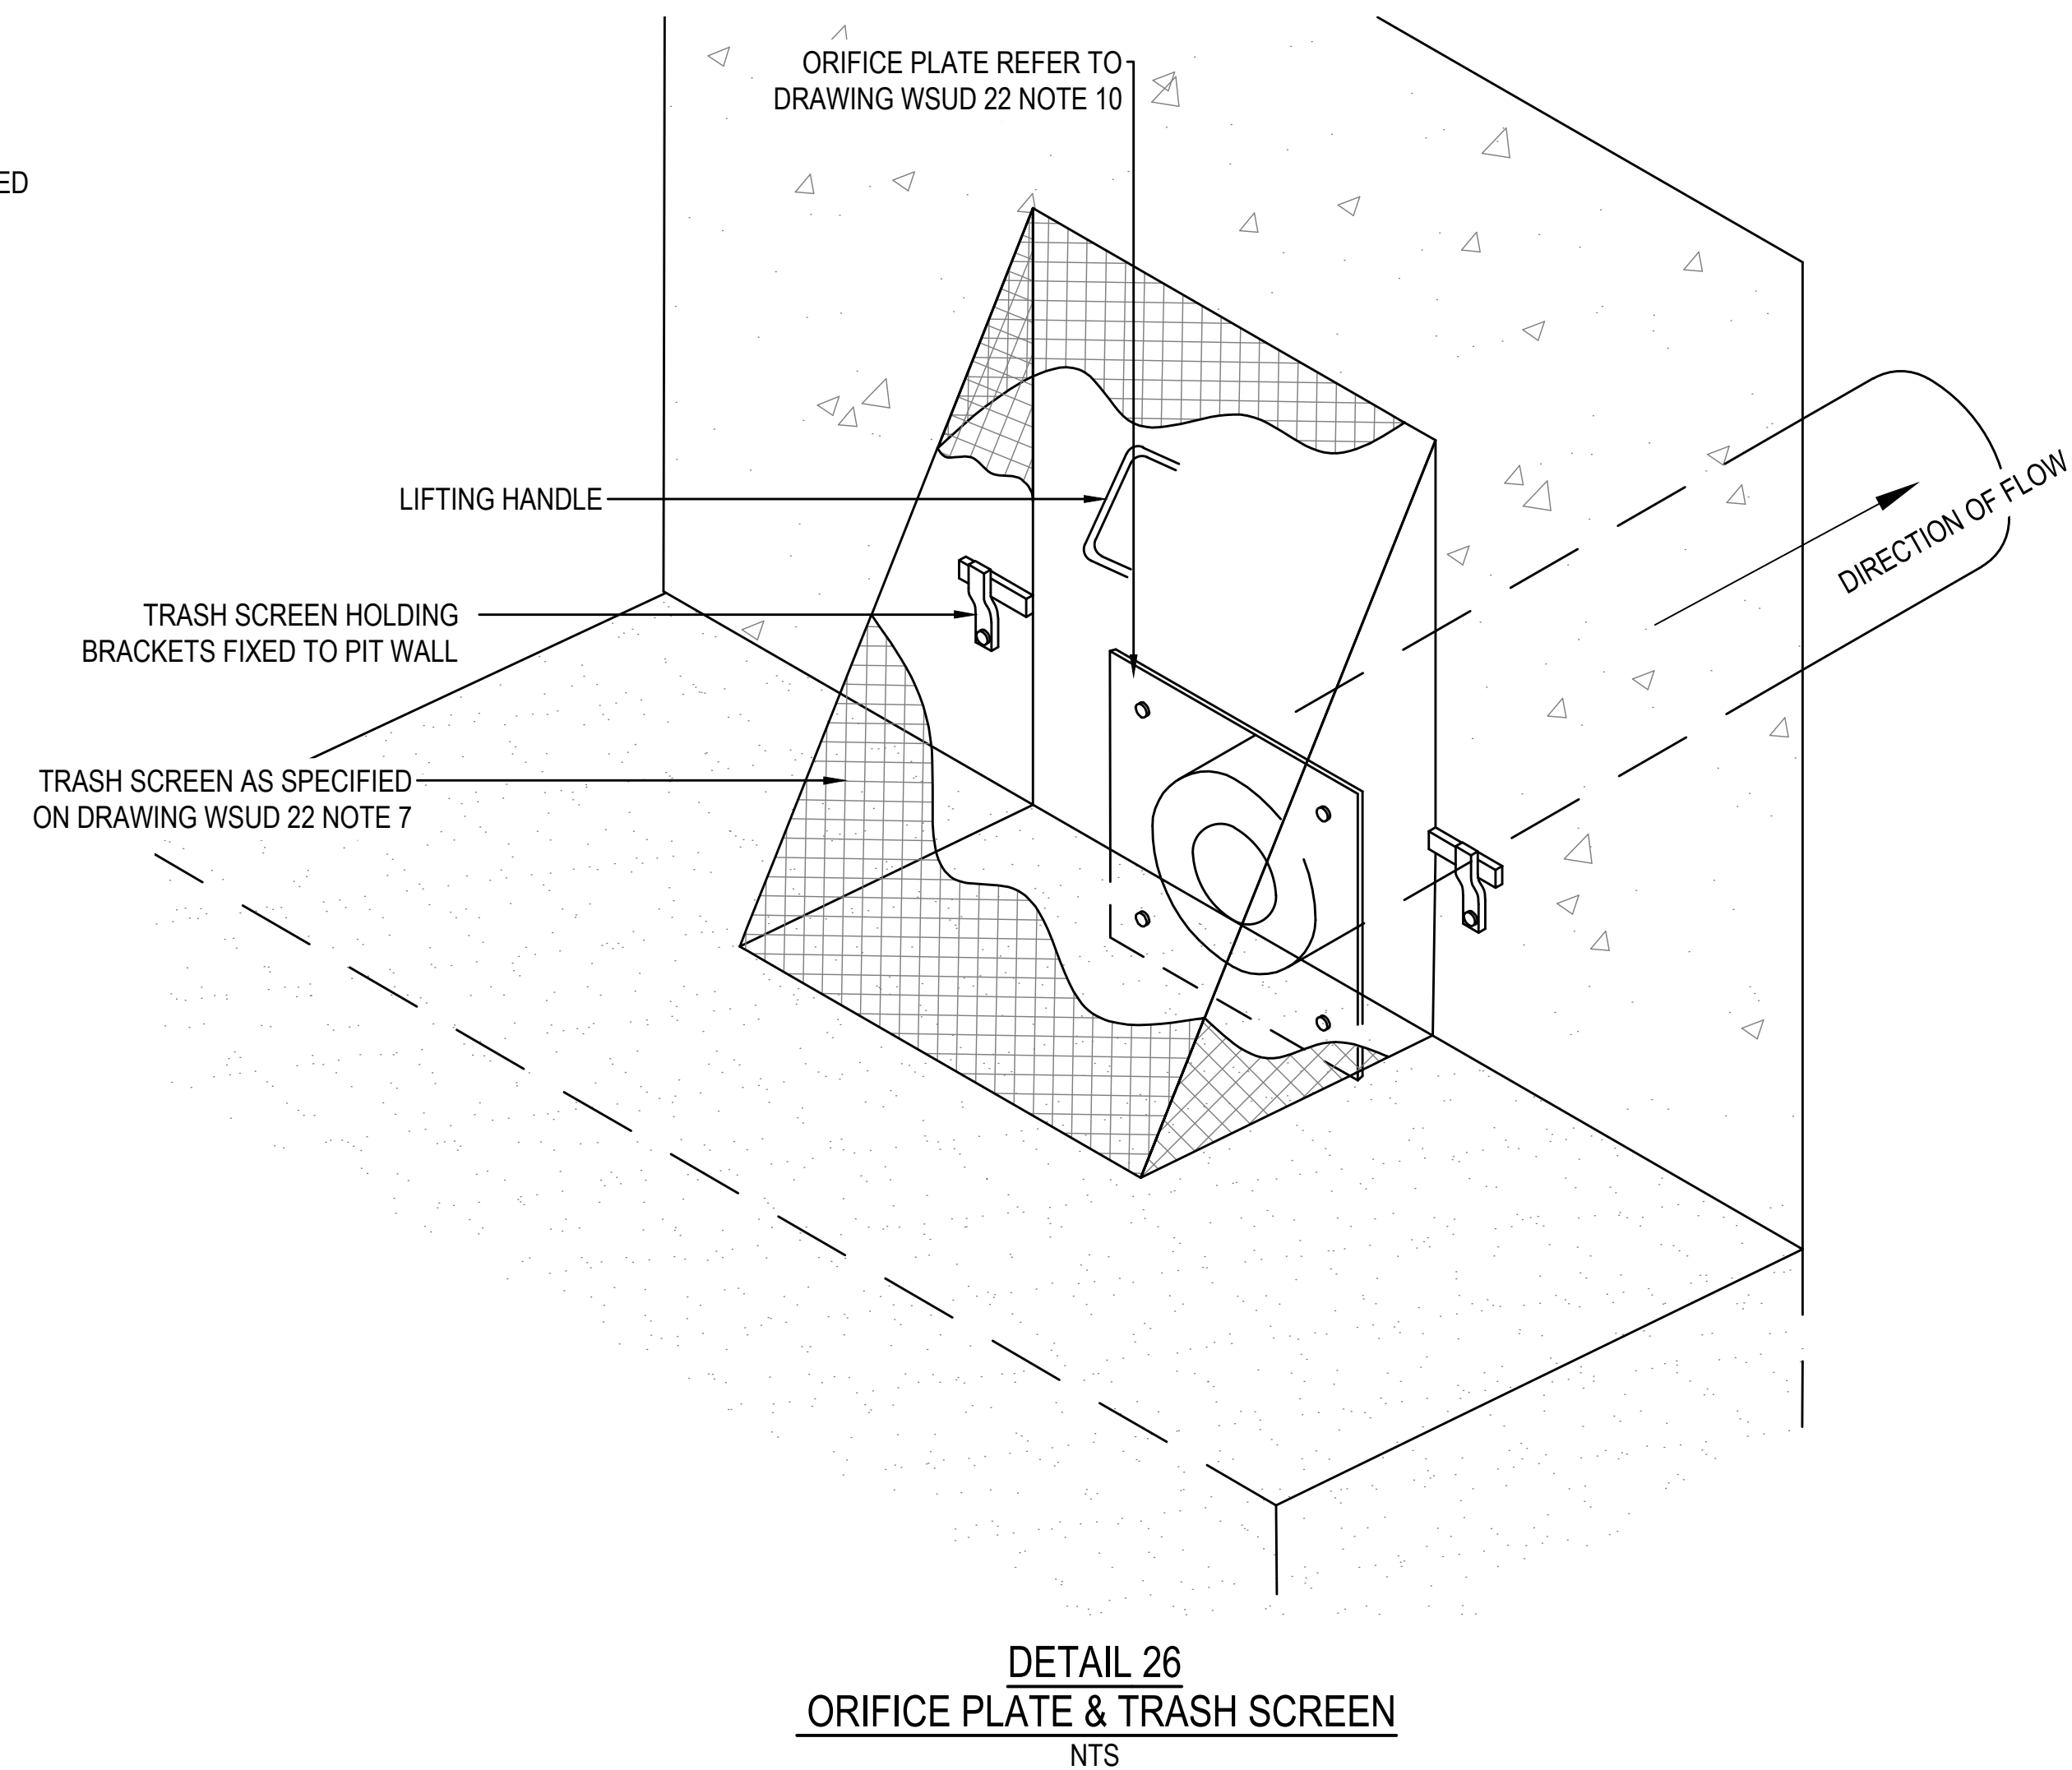 ORIFICE PLATE REFER TO
DRAWING WSUD 22 NOTE 10
ED
LIFTING HANDLE
DIRECTION OF FLOW
TRASH SCREEN HOLDING
BRACKETS FIXED TO PIT WALL
TRASH SCREEN AS SPECIFIED
ON DRAWING WSUD 22 NOTE 7
DETAIL 26
ORIFICE PLATE & TRASH SCREEN
NTS